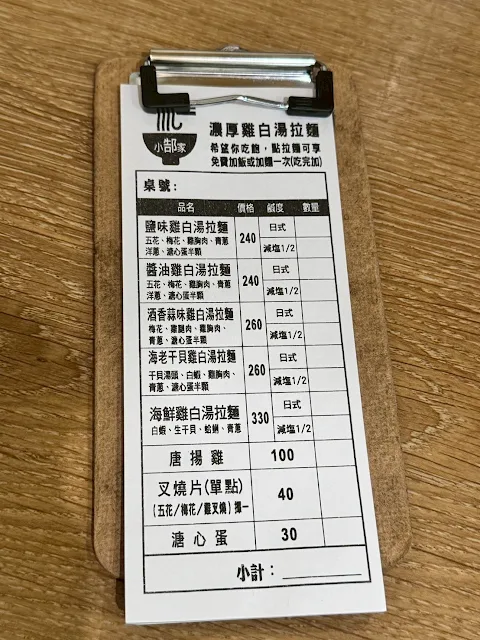 小郜家
濃厚雞白湯拉麵
希望你吃飽，點拉麵可享
免費加飯或加麵一次(吃完加)
桌號：
品名 價格 鹹度 數量
鹽味雞白湯拉麵 240 日式
五花、梅花、雞胸肉、青蔥
洋蔥、溏心蛋半顆 減塩1/2
醬油雞白湯拉麵 240 日式
五花、梅花、雞胸肉、青蔥
洋蔥、溏心蛋半顆 減塩1/2
酒香蒜味雞白湯拉麵 260 日式
梅花、雞腿肉、雞胸肉、
青蔥、溏心蛋半顆 減塩1/2
海老干貝雞白湯拉麵 260 日式
干貝湯頭、白蝦、雞胸肉、
青蔥、溏心蛋半顆 減塩1/2
海鮮雞白湯拉麵 330 日式
白蝦、生干貝、蛤蜊、青蔥 減塩1/2
唐揚雞 100
叉燒片(單點) 40
(五花/梅花/雞叉燒)擇一
溏心蛋 30
小計：